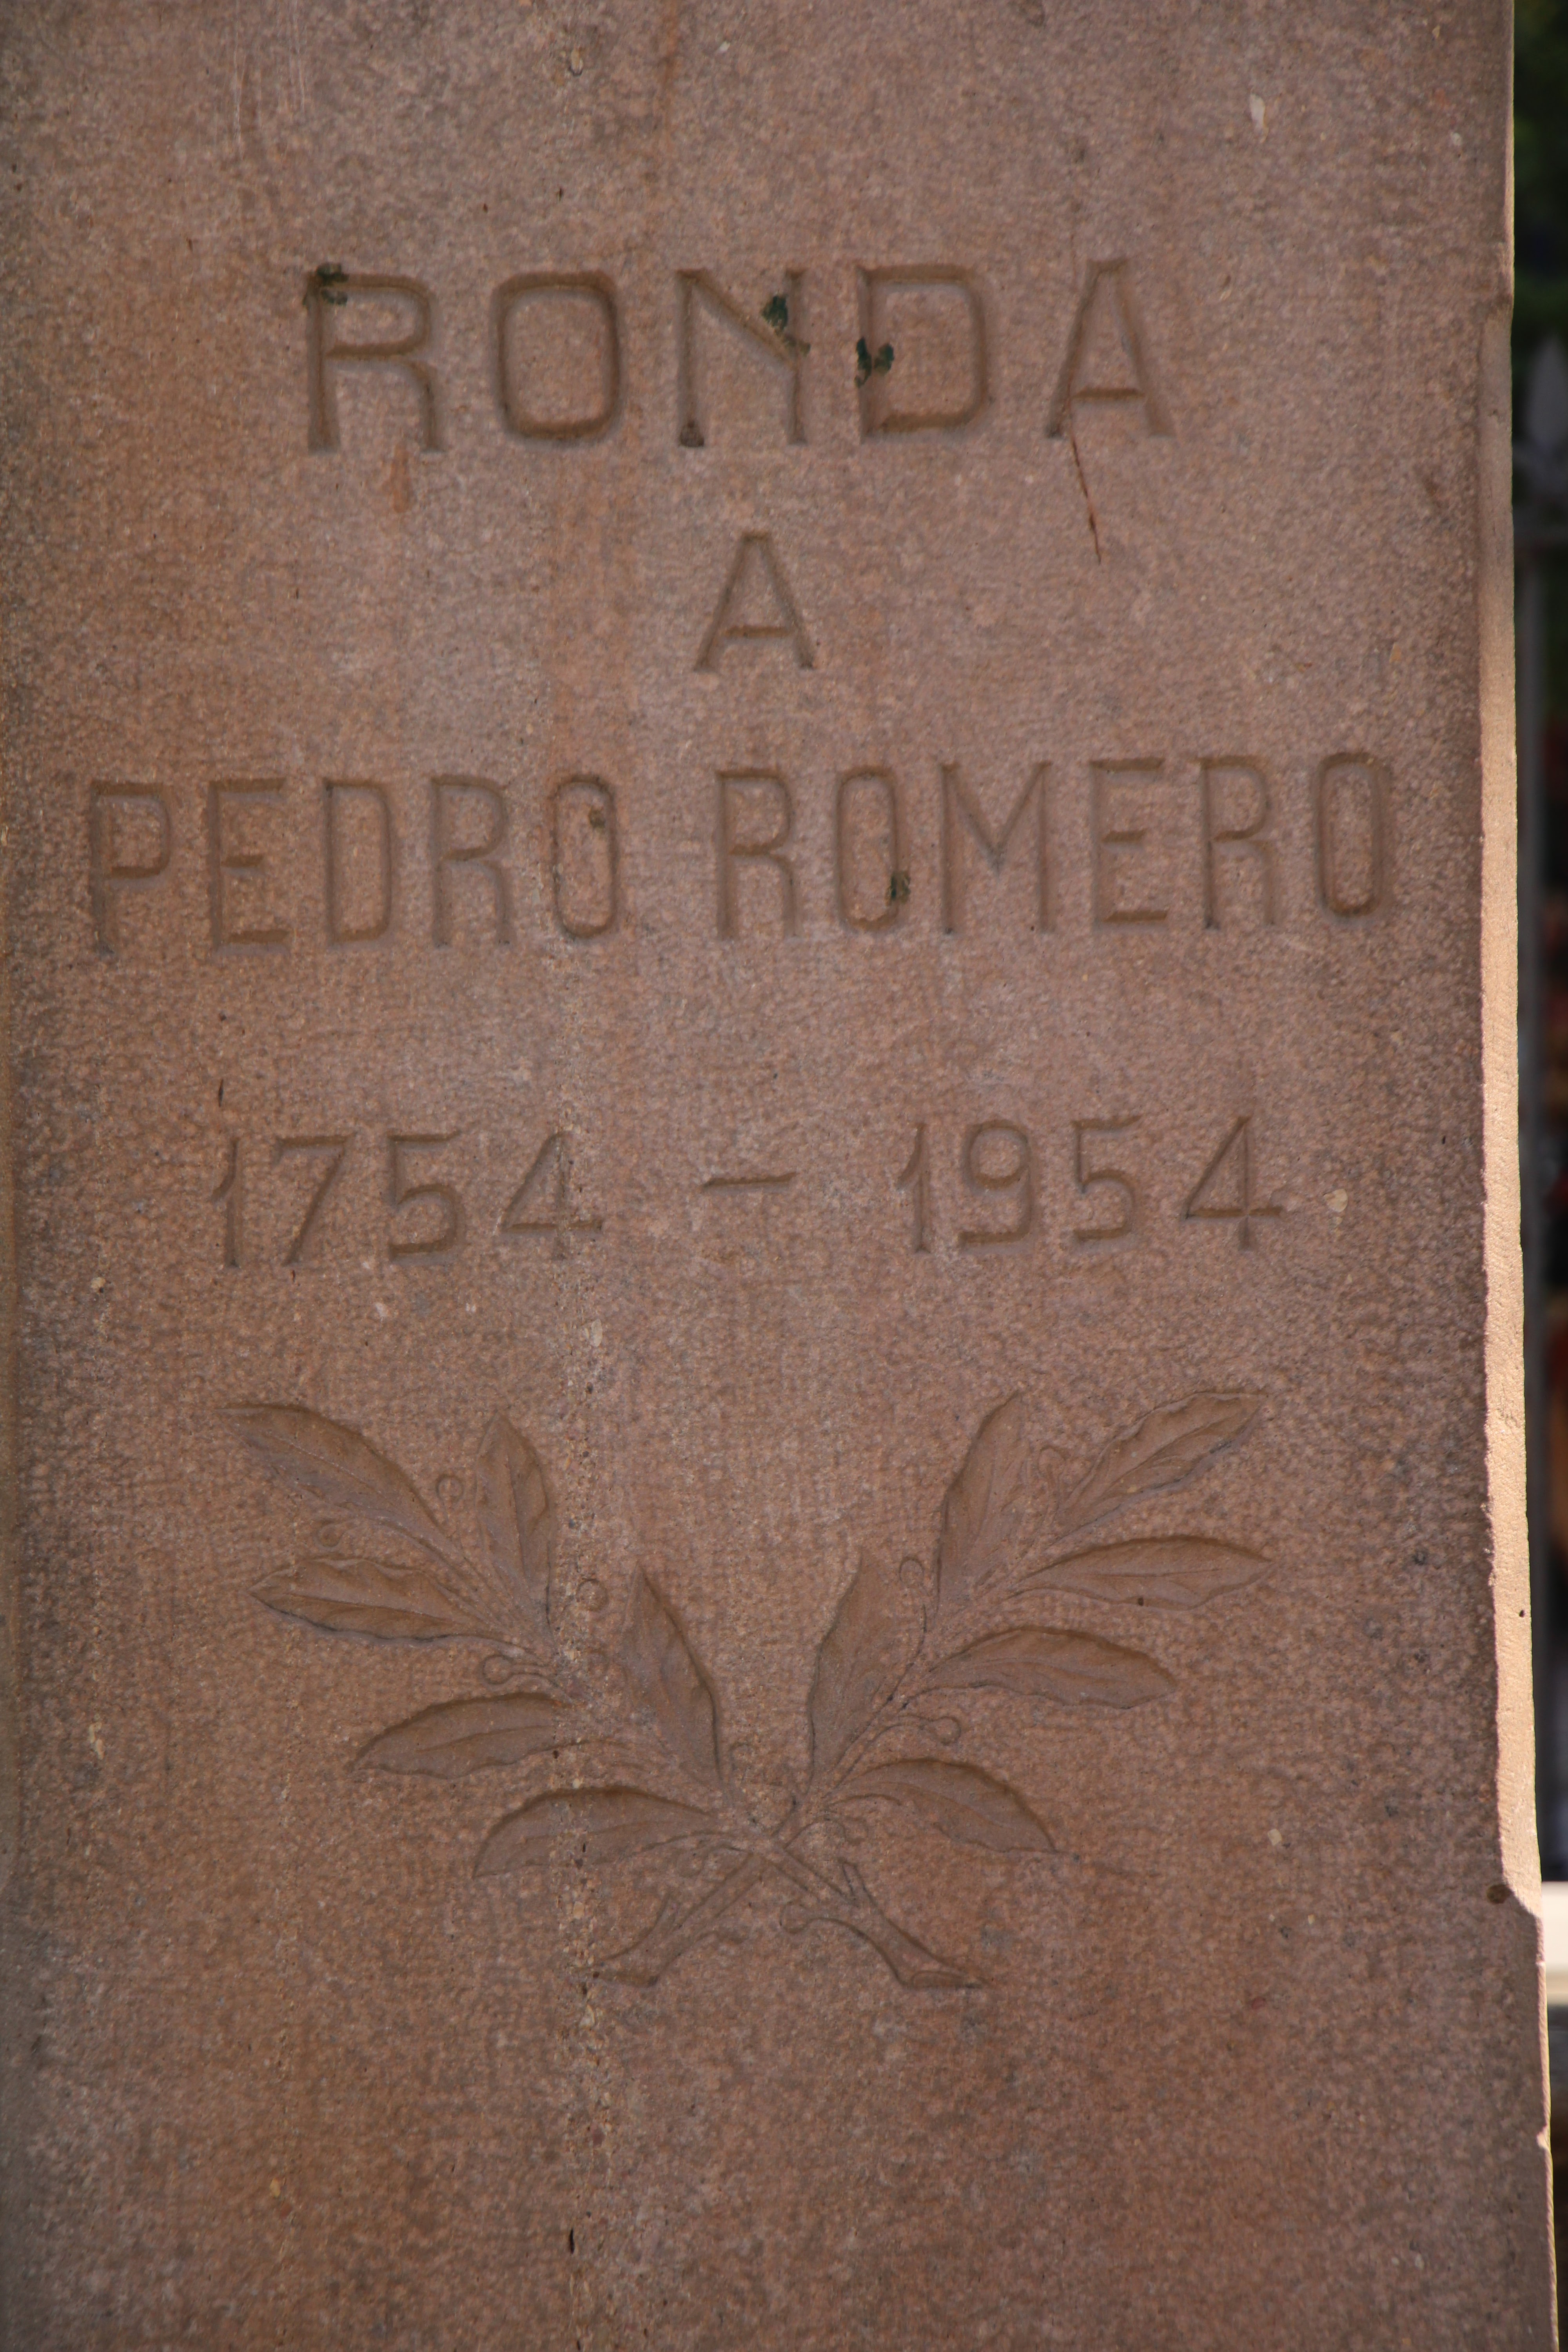 RONDA
A
PEDRO ROMERO
1754 - 1954